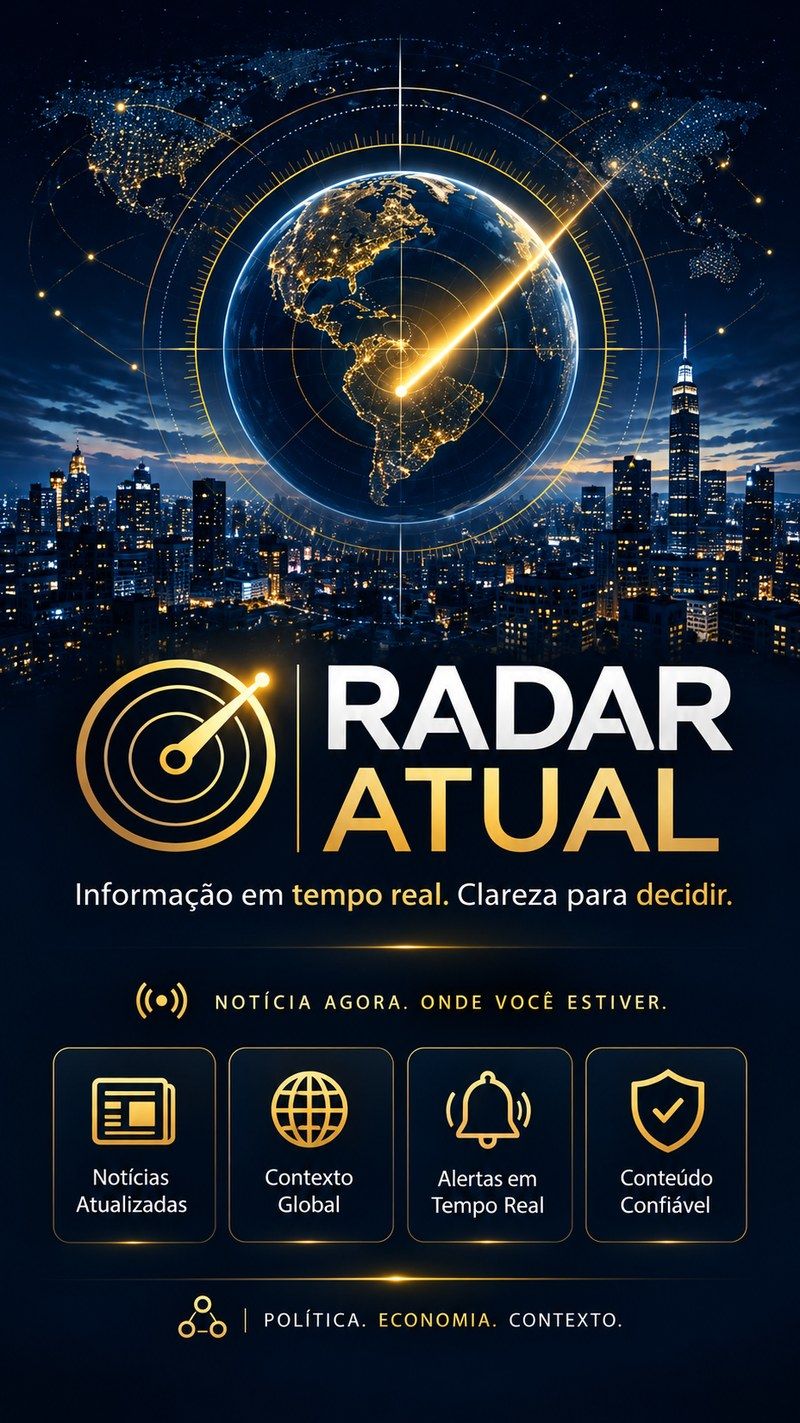 RADAR
ATUAL
Informação em tempo real. Clareza para decidir.
NOTÍCIA AGORA. ONDE VOCÊ ESTIVER.
Notícias
Atualizadas
Contexto
Global
Alertas em
Tempo Real
Conteúdo
Confiável
POLÍTICA. ECONOMIA. CONTEXTO.